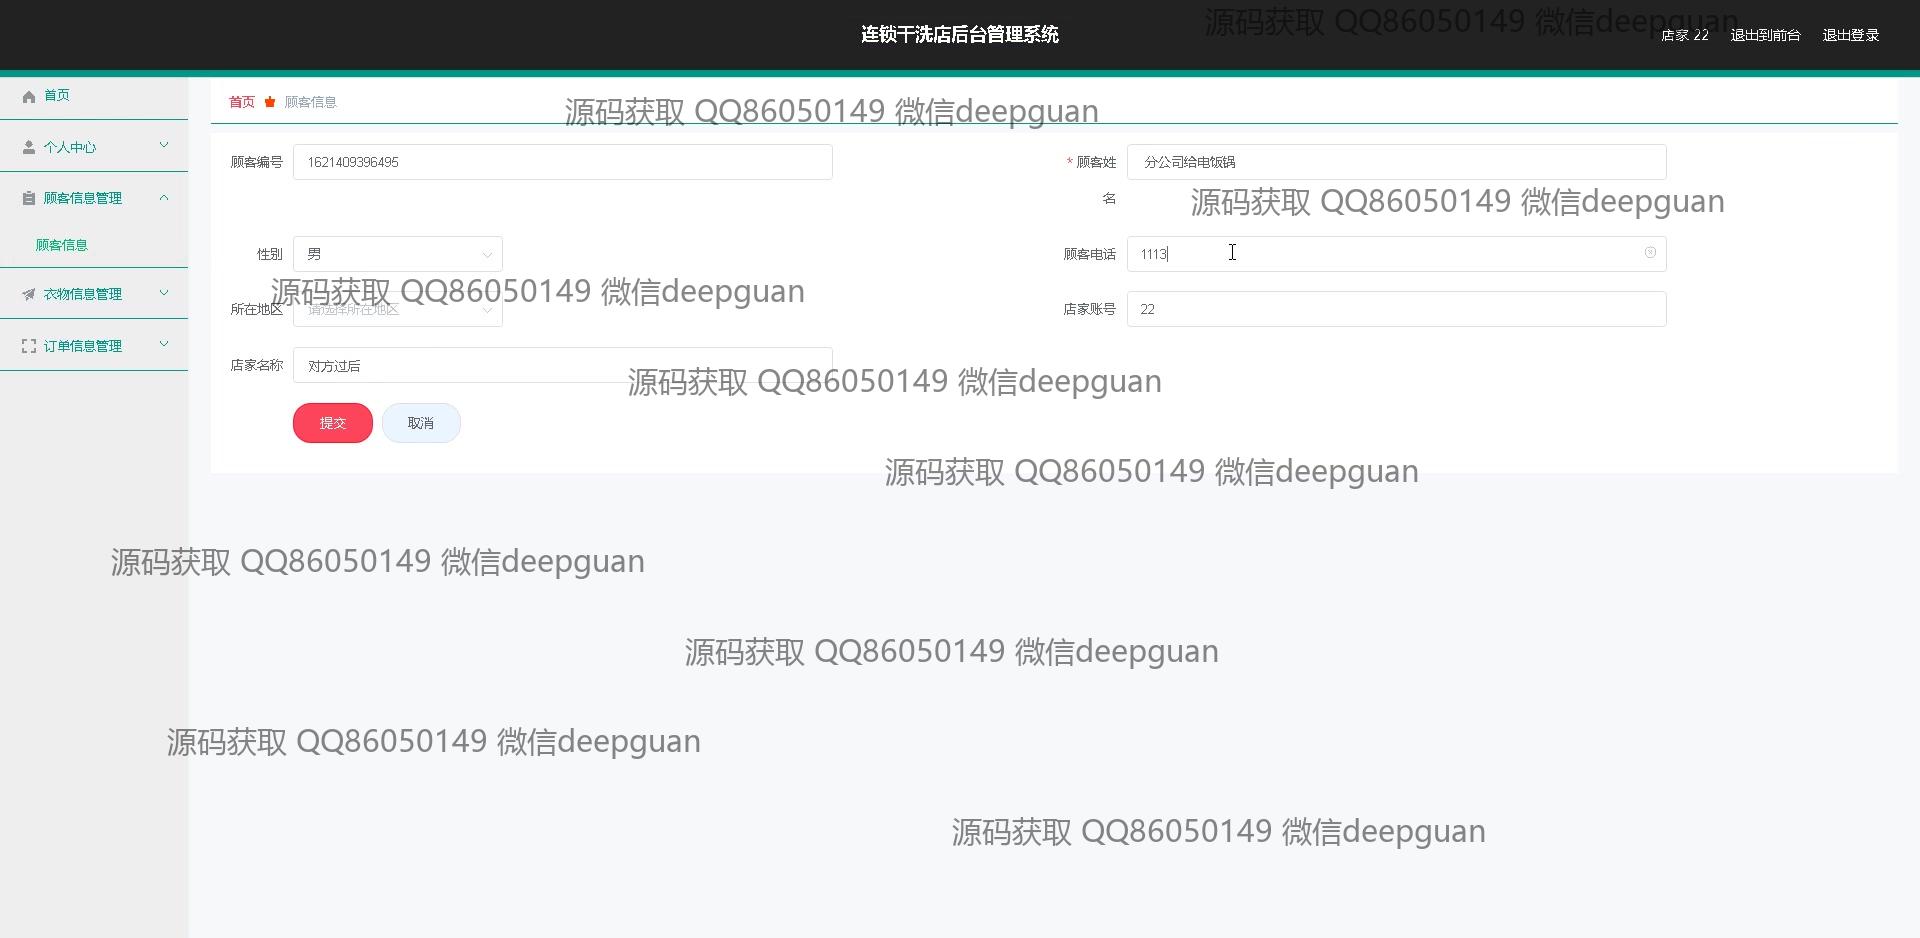 连锁干洗店后台管理系统
源码获取 QQ86050149 微信deepguan
店家 22 退出到前台 退出登录
首页
个人中心
顾客信息管理
顾客信息
衣物信息管理
订单信息管理
首页 顾客信息
源码获取 QQ86050149 微信deepguan
顾客编号 1621409396495
* 顾客姓名 分公司给电饭锅
源码获取 QQ86050149 微信deepguan
性别 男
顾客电话 1113
源码获取 QQ86050149 微信deepguan
所在地区 请选择所在地区
店家账号 22
店家名称 对方过后
源码获取 QQ86050149 微信deepguan
提交 取消
源码获取 QQ86050149 微信deepguan
源码获取 QQ86050149 微信deepguan
源码获取 QQ86050149 微信deepguan
源码获取 QQ86050149 微信deepguan
源码获取 QQ86050149 微信deepguan